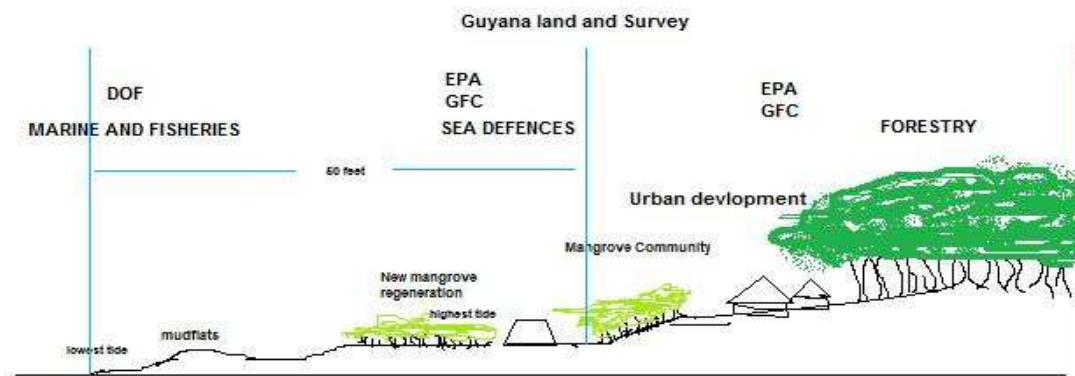 Guyana land and Survey
DOF
MARINE AND FISHERIES
EPA
GFC
SEA DEFENCES
EPA
GFC
FORESTRY
50 feet
Urban devlopment
Mangrove Community
New mangrove
regeneration
highest tide
mudflats
lowest tide